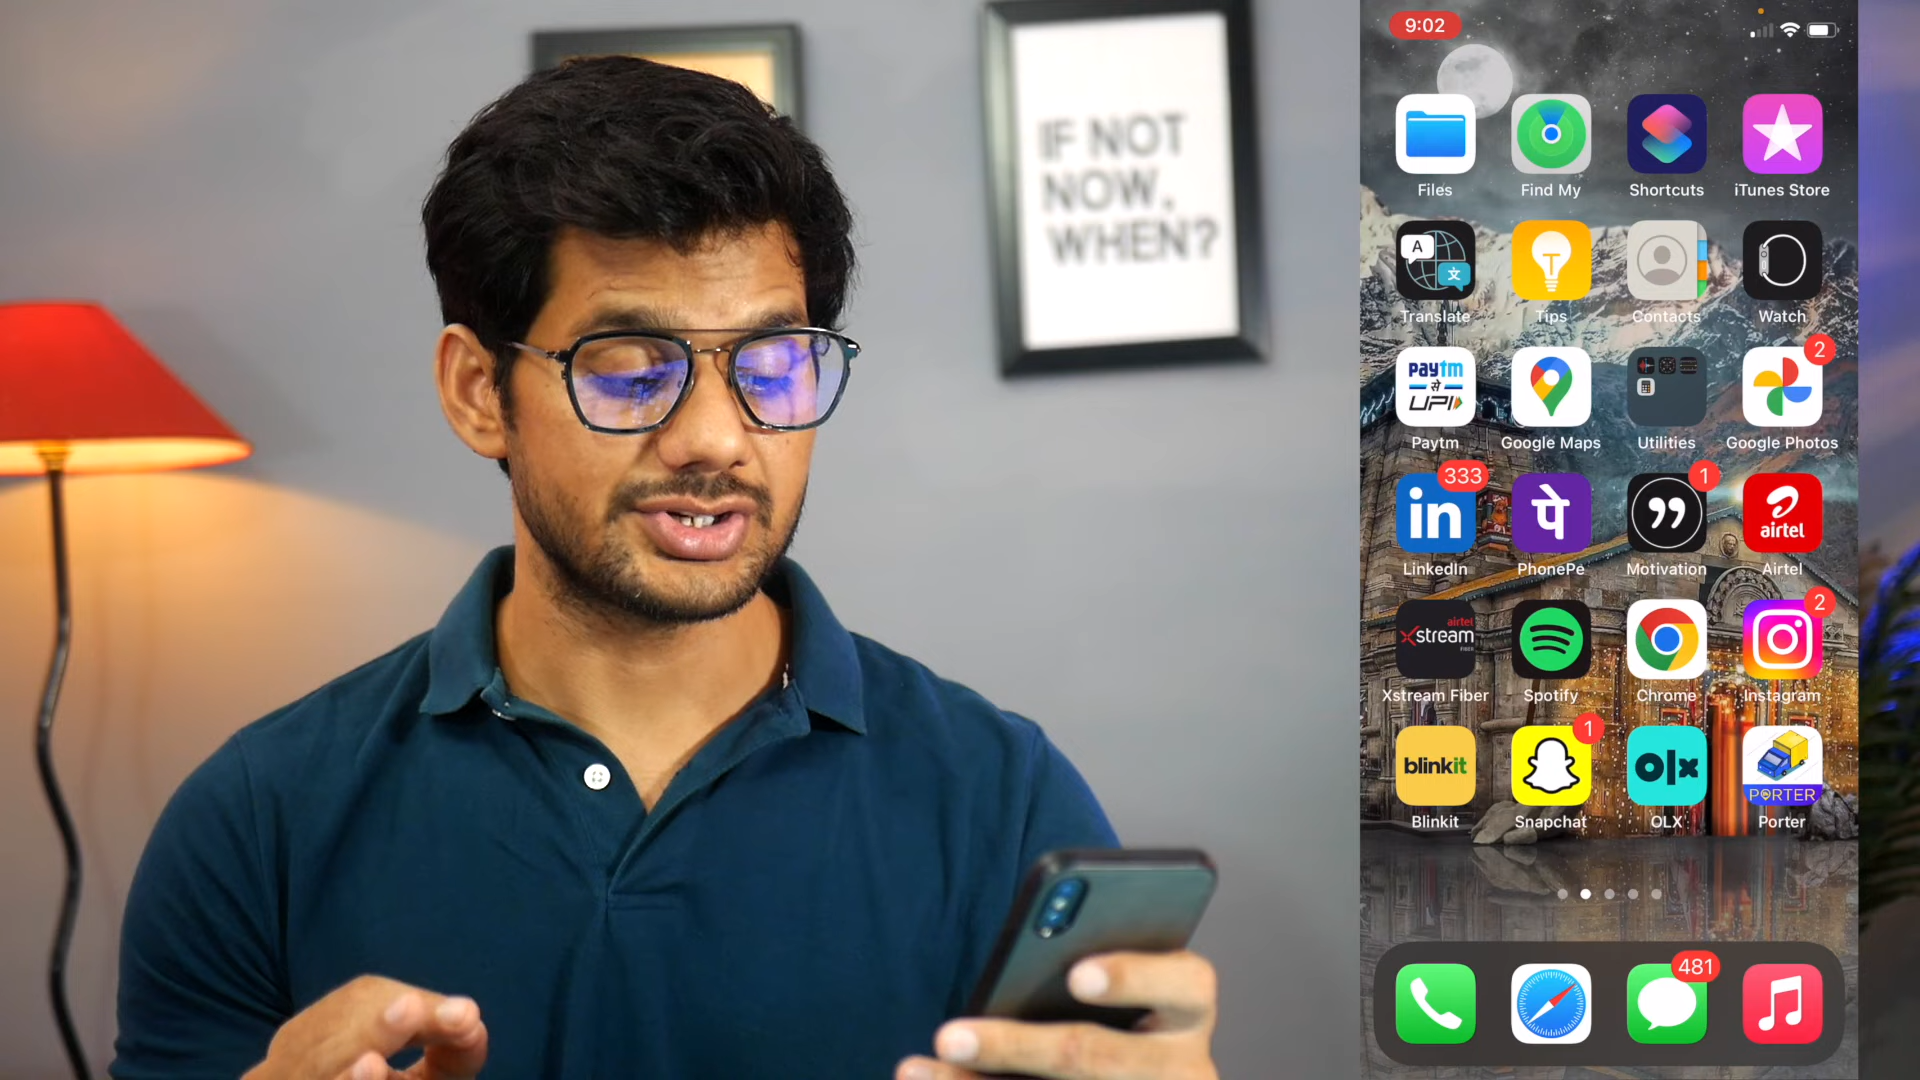 IF NOT
NOW,
WHEN?
9:02
Files
Find My
Shortcuts
iTunes Store
A
文
Translate
T
Tips
Contacts
Watch
paytm
से
UPI
Paytm
Google Maps
Utilities
2
Google Photos
333
in
LinkedIn
पे
PhonePe
1
Motivation
airtel
Airtel
airtel
Xstream
FIBER
Xstream Fiber
Spotify
Chrome
2
Instagram
blinkit
Blinkit
1
Snapchat
olx
OLX
PORTER
Porter
481